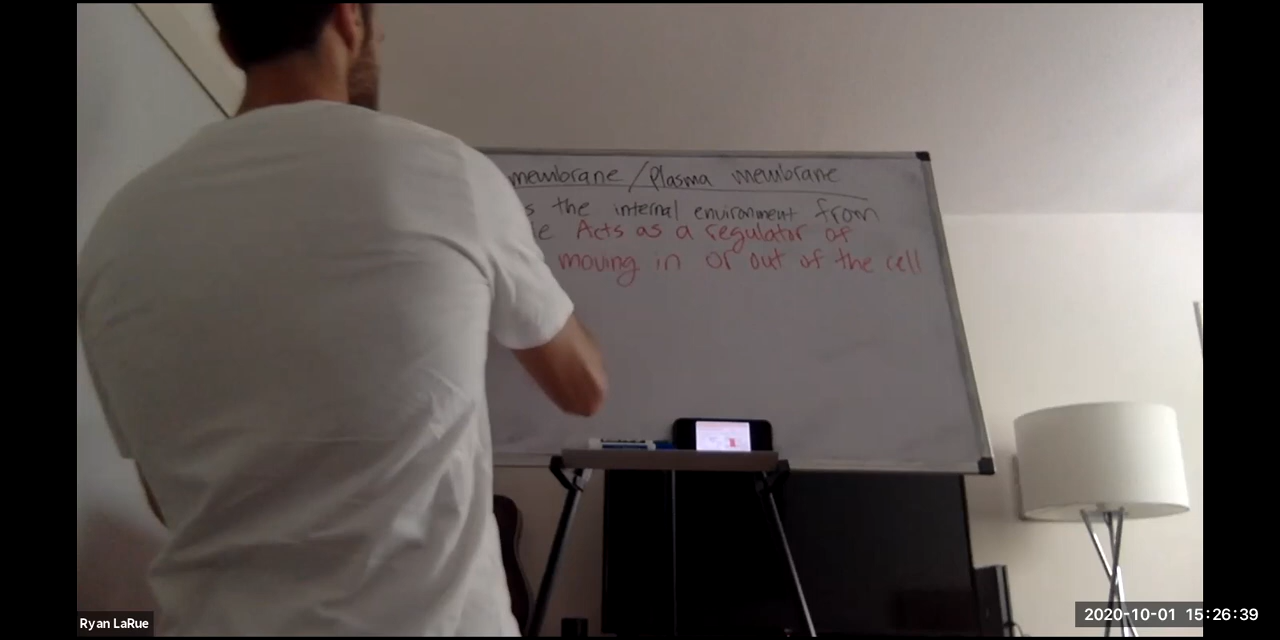 membrane / Plasma membrane
the internal environment from
Acts as a regulator of
moving in or out of the cell
Ryan LaRue
2020-10-01 15:26:39